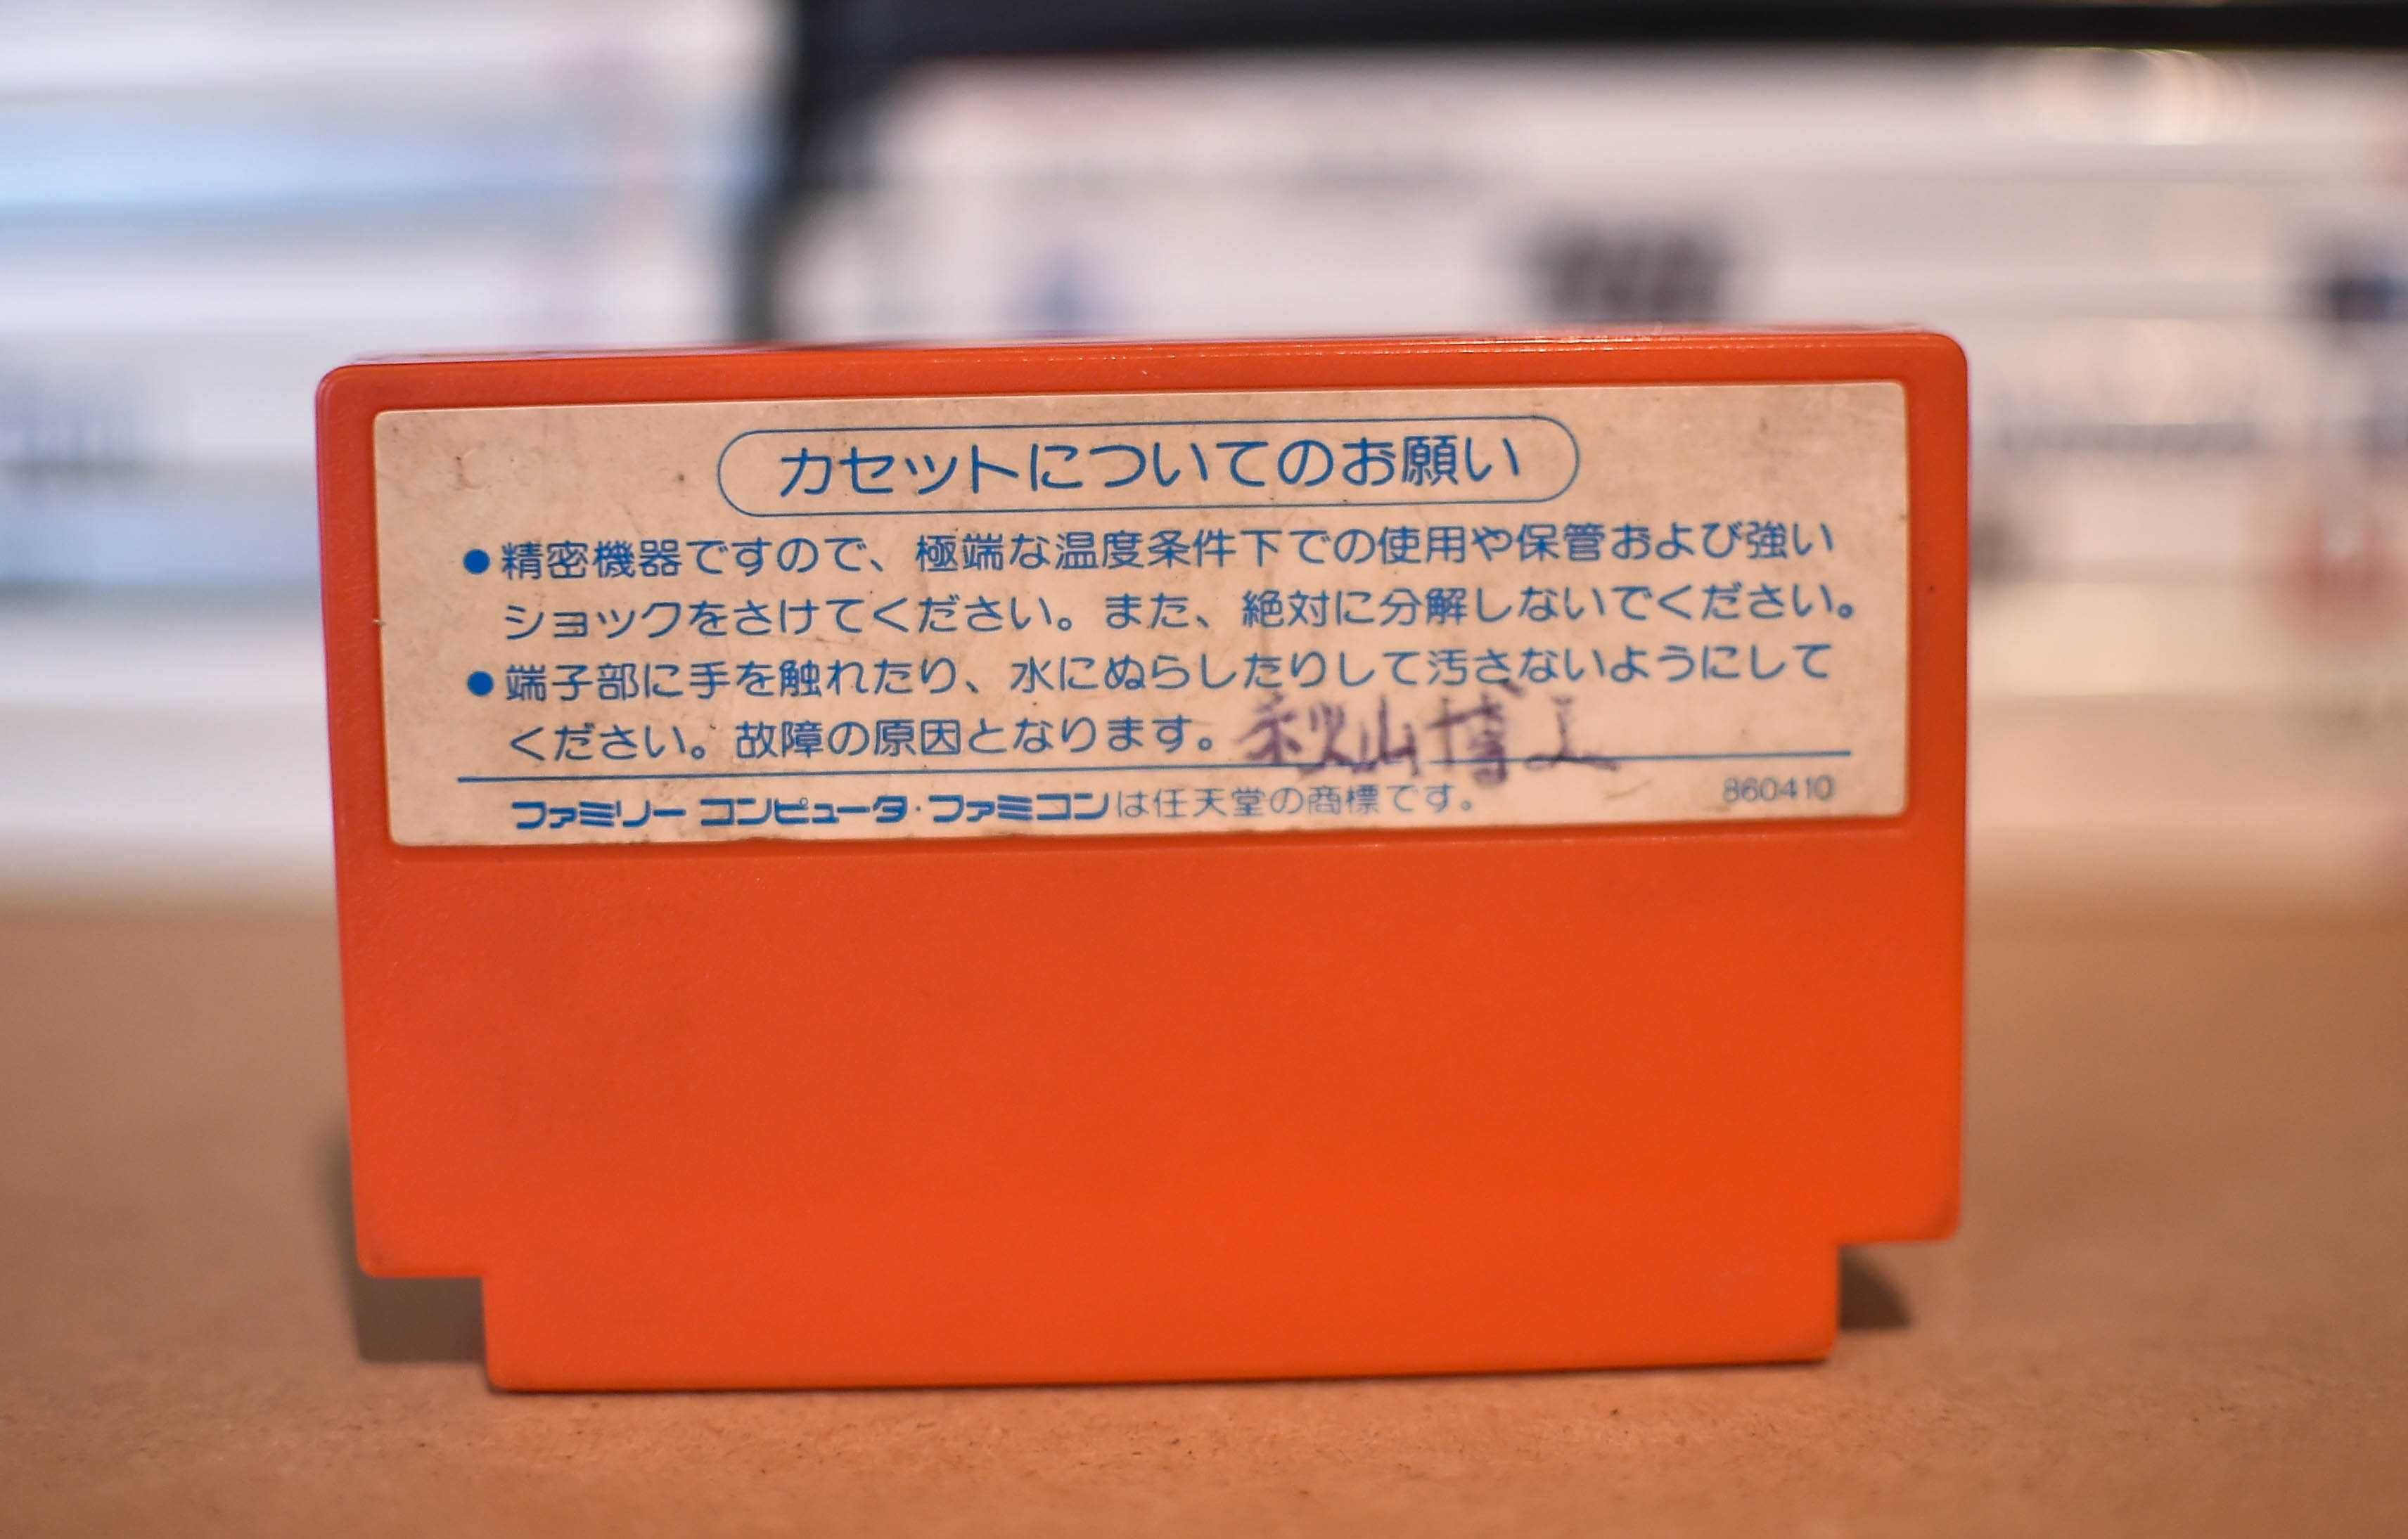 カセットについてのお願い
●精密機器ですので、極端な温度条件下での使用や保管および強い
ショックをさけてください。また、絶対に分解しないでください。
●端子部に手を触れたり、水にぬらしたりして汚さないようにして
ください。故障の原因となります。
秋山博
ファミリー コンピュータ・ファミコンは任天堂の商標です。
860410